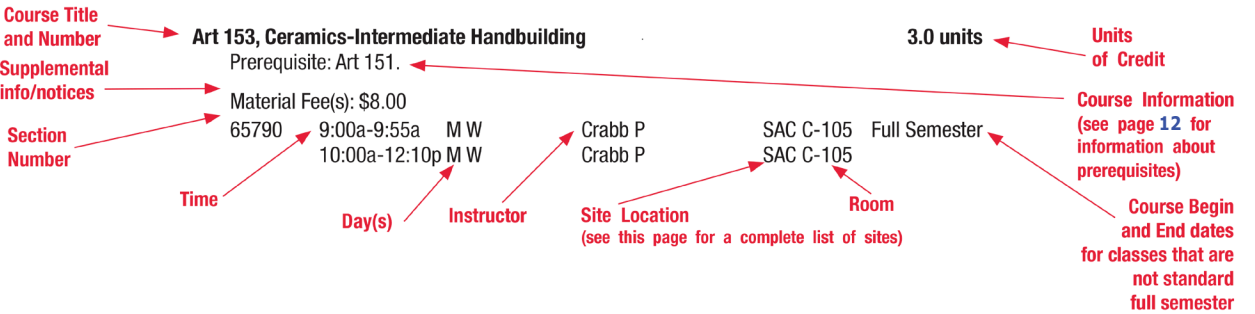 Course Title
and Number
Art 153, Ceramics-Intermediate Handbuilding 3.0 units
Units
of Credit
Prerequisite: Art 151.
Supplemental
info/notices
Material Fee(s): $8.00
Course Information
(see page 12 for
information about
prerequisites)
Section
Number
65790 9:00a-9:55a M W Crabb P SAC C-105 Full Semester
10:00a-12:10p M W Crabb P SAC C-105
Time
Day(s)
Instructor
Site Location
(see this page for a complete list of sites)
Room
Course Begin
and End dates
for classes that are
not standard
full semester